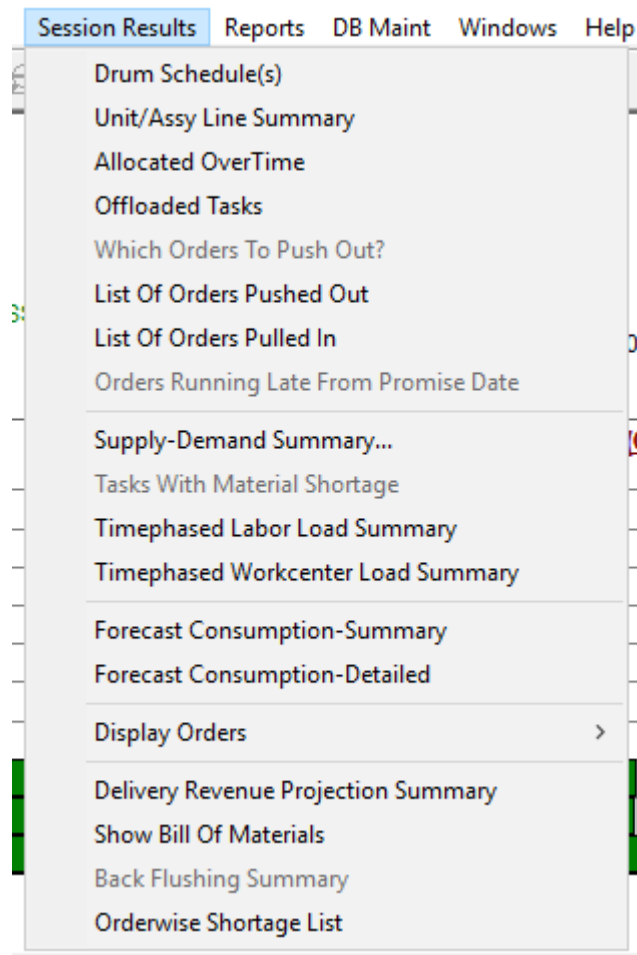 Session Results Reports DB Maint Windows Help
Drum Schedule(s)
Unit/Assy Line Summary
Allocated OverTime
Offloaded Tasks
Which Orders To Push Out?
List Of Orders Pushed Out
List Of Orders Pulled In
Orders Running Late From Promise Date
Supply-Demand Summary...
Tasks With Material Shortage
Timephased Labor Load Summary
Timephased Workcenter Load Summary
Forecast Consumption-Summary
Forecast Consumption-Detailed
Display Orders
Delivery Revenue Projection Summary
Show Bill Of Materials
Back Flushing Summary
Orderwise Shortage List